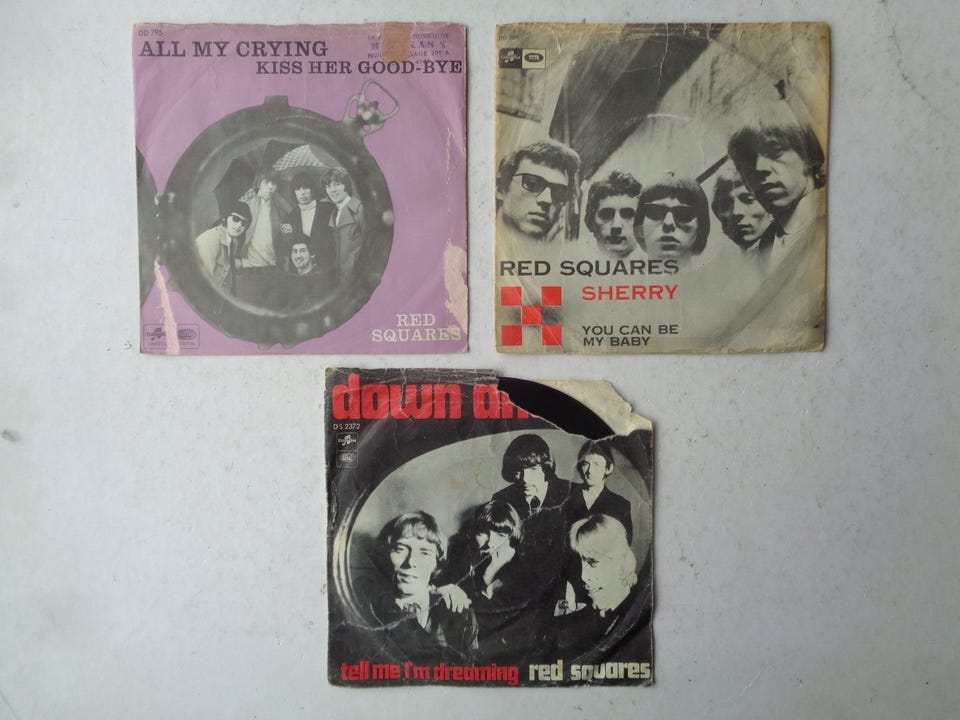 DD 795
ALL MY CRYING
KISS HER GOOD-BYE
RED
SQUARES
RED SQUARES
SHERRY
YOU CAN BE
MY BABY
down an
DS 2372
tell me I'm dreaming red squares